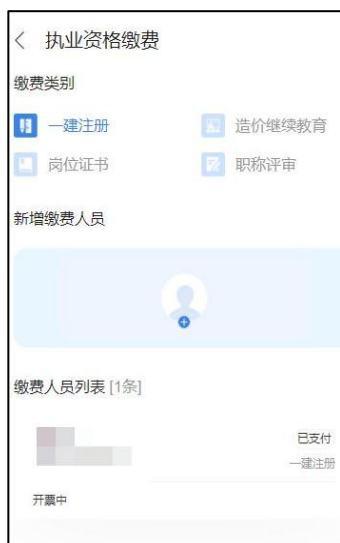 执业资格缴费
缴费类别
一建注册 造价继续教育
岗位证书 职称评审
新增缴费人员
缴费人员列表 [1条]
已支付
一建注册
开票中